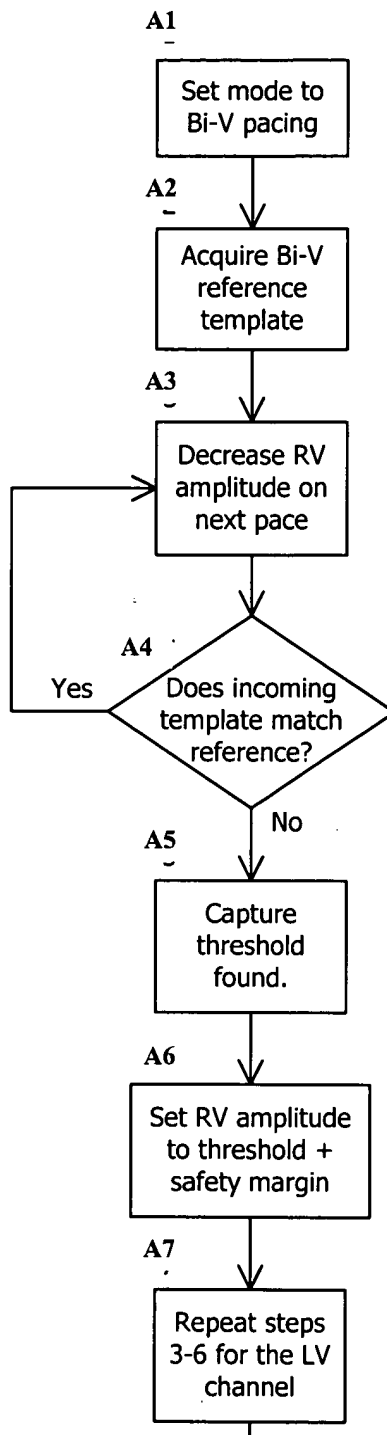 A1
Set mode to
Bi-V pacing
A2
Acquire Bi-V
reference
template
A3
Decrease RV
amplitude on
next pace
A4
Yes
Does incoming
template match
reference?
No
A5
Capture
threshold
found.
A6
Set RV amplitude
to threshold +
safety margin
A7
Repeat steps
3-6 for the LV
channel